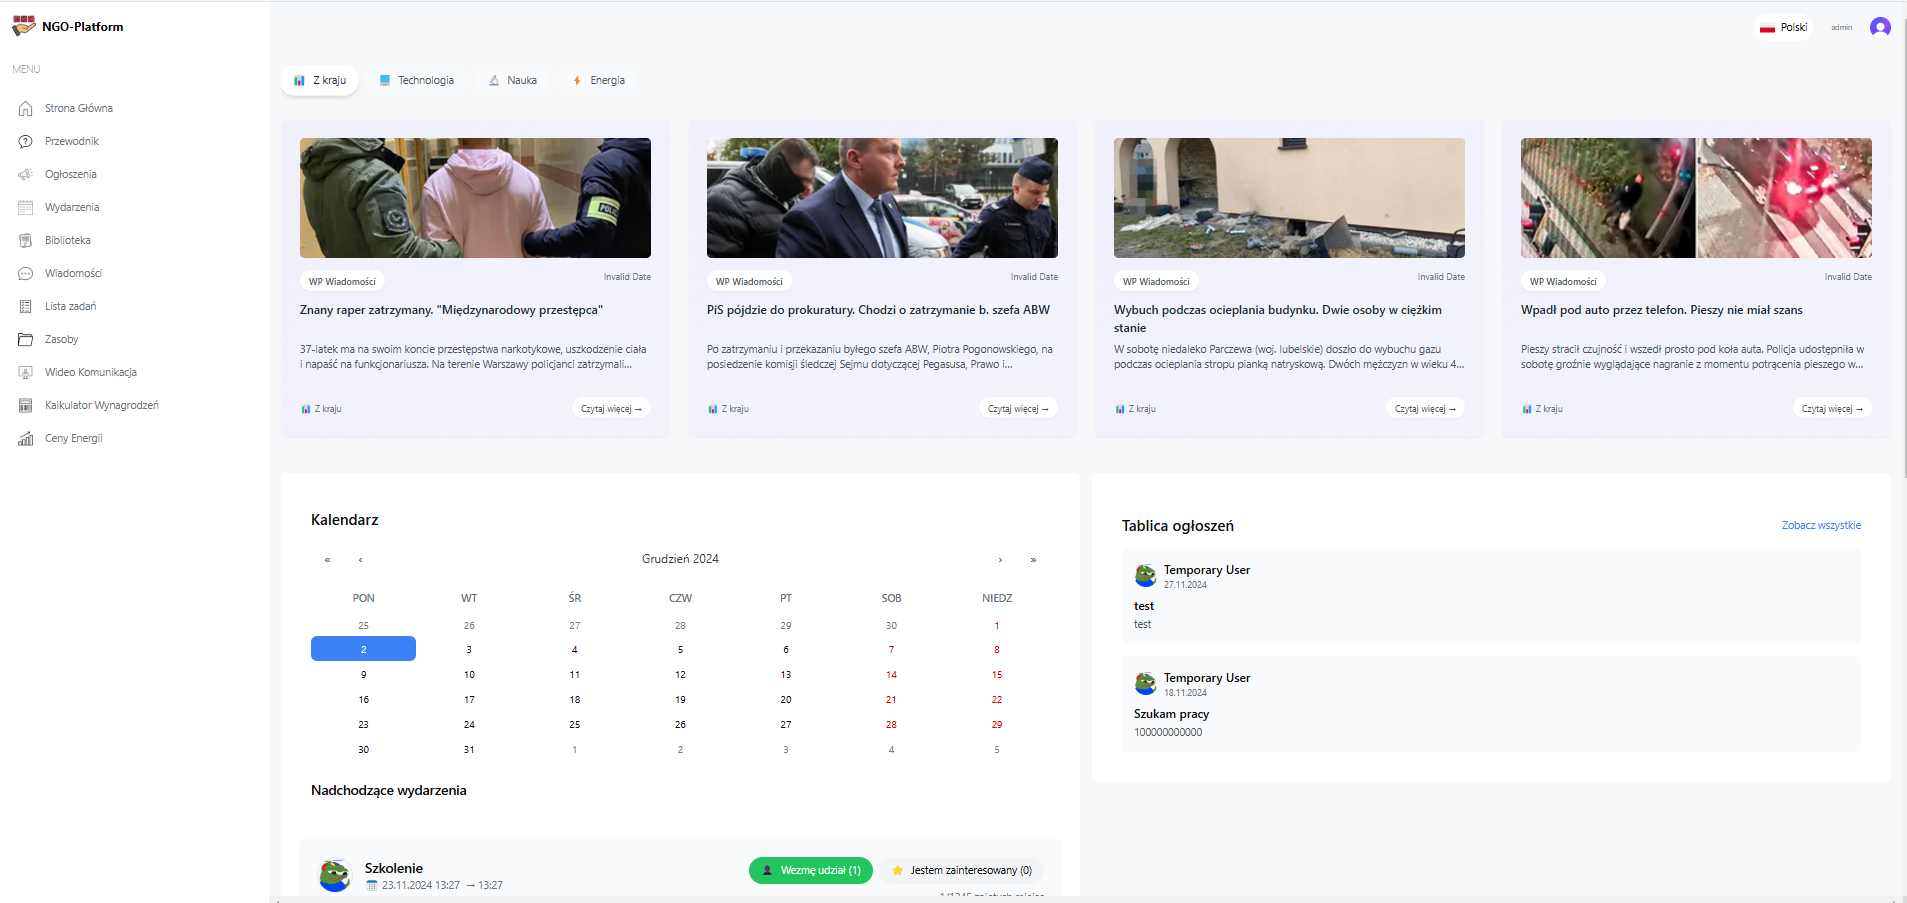 NGO-Platform
Polski
admin
MENU
Strona Główna
Przewodnik
Ogłoszenia
Wydarzenia
Biblioteka
Wiadomości
Lista zadań
Zasoby
Wideo Komunikacja
Kalkulator Wynagrodzeń
Ceny Energii
Z kraju
Technologia
Nauka
Energia
POLIC
WP Wiadomości
Invalid Date
Znany raper zatrzymany. "Międzynarodowy przestępca"
37-latek ma na swoim koncie przestępstwa narkotykowe, uszkodzenie ciała
i napaść na funkcjonariusza. Na terenie Warszawy policjanci zatrzymali...
Z kraju
Czytaj więcej →
WP Wiadomości
Invalid Date
PiS pójdzie do prokuratury. Chodzi o zatrzymanie b. szefa ABW
Po zatrzymaniu i przekazaniu byłego szefa ABW, Piotra Pogonowskiego, na
posiedzenie komisji śledczej Sejmu dotyczącej Pegasusa, Prawo i...
Z kraju
Czytaj więcej →
WP Wiadomości
Invalid Date
Wybuch podczas ocieplania budynku. Dwie osoby w ciężkim
stanie
W sobotę niedaleko Parczewa (woj. lubelskie) doszło do wybuchu gazu
podczas ocieplania stropu pianką natryskową. Dwóch mężczyzn w wieku 4...
Z kraju
Czytaj więcej →
WP Wiadomości
Invalid Date
Wpadł pod auto przez telefon. Pieszy nie miał szans
Pieszy stracił czujność i wszedł prosto pod koła auta. Policja udostępniła w
sobotę groźnie wyglądające nagranie z momentu potrącenia pieszego w...
Z kraju
Czytaj więcej →
Kalendarz
« ‹ Grudzień 2024 › »
PON WT ŚR CZW PT SOB NIEDZ
25 26 27 28 29 30 1
2 3 4 5 6 7 8
9 10 11 12 13 14 15
16 17 18 19 20 21 22
23 24 25 26 27 28 29
30 31 1 2 3 4 5
Nadchodzące wydarzenia
Szkolenie
23.11.2024 13:27 → 13:27
Wezmę udział (1)
Jestem zainteresowany (0)
Tablica ogłoszeń
Zobacz wszystkie
Temporary User
27.11.2024
test
test
Temporary User
18.11.2024
Szukam pracy
100000000000